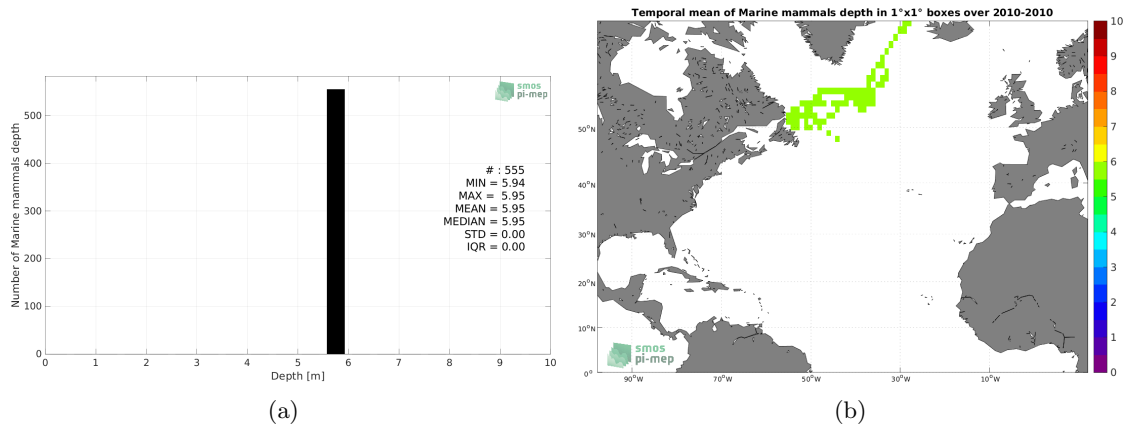 smos
pi-mep
Number of Marine mammals depth
500
400
300
200
100
0
# : 555
MIN = 5.94
MAX = 5.95
MEAN = 5.95
MEDIAN = 5.95
STD = 0.00
IQR = 0.00
0 1 2 3 4 5 6 7 8 9 10
Depth [m]
(a)
Temporal mean of Marine mammals depth in 1°x1° boxes over 2010-2010
50°N
40°N
30°N
20°N
10°N
0°
90°W 70°W 50°W 30°W 10°W
smos
pi-mep
10
9
8
7
6
5
4
3
2
1
0
(b)